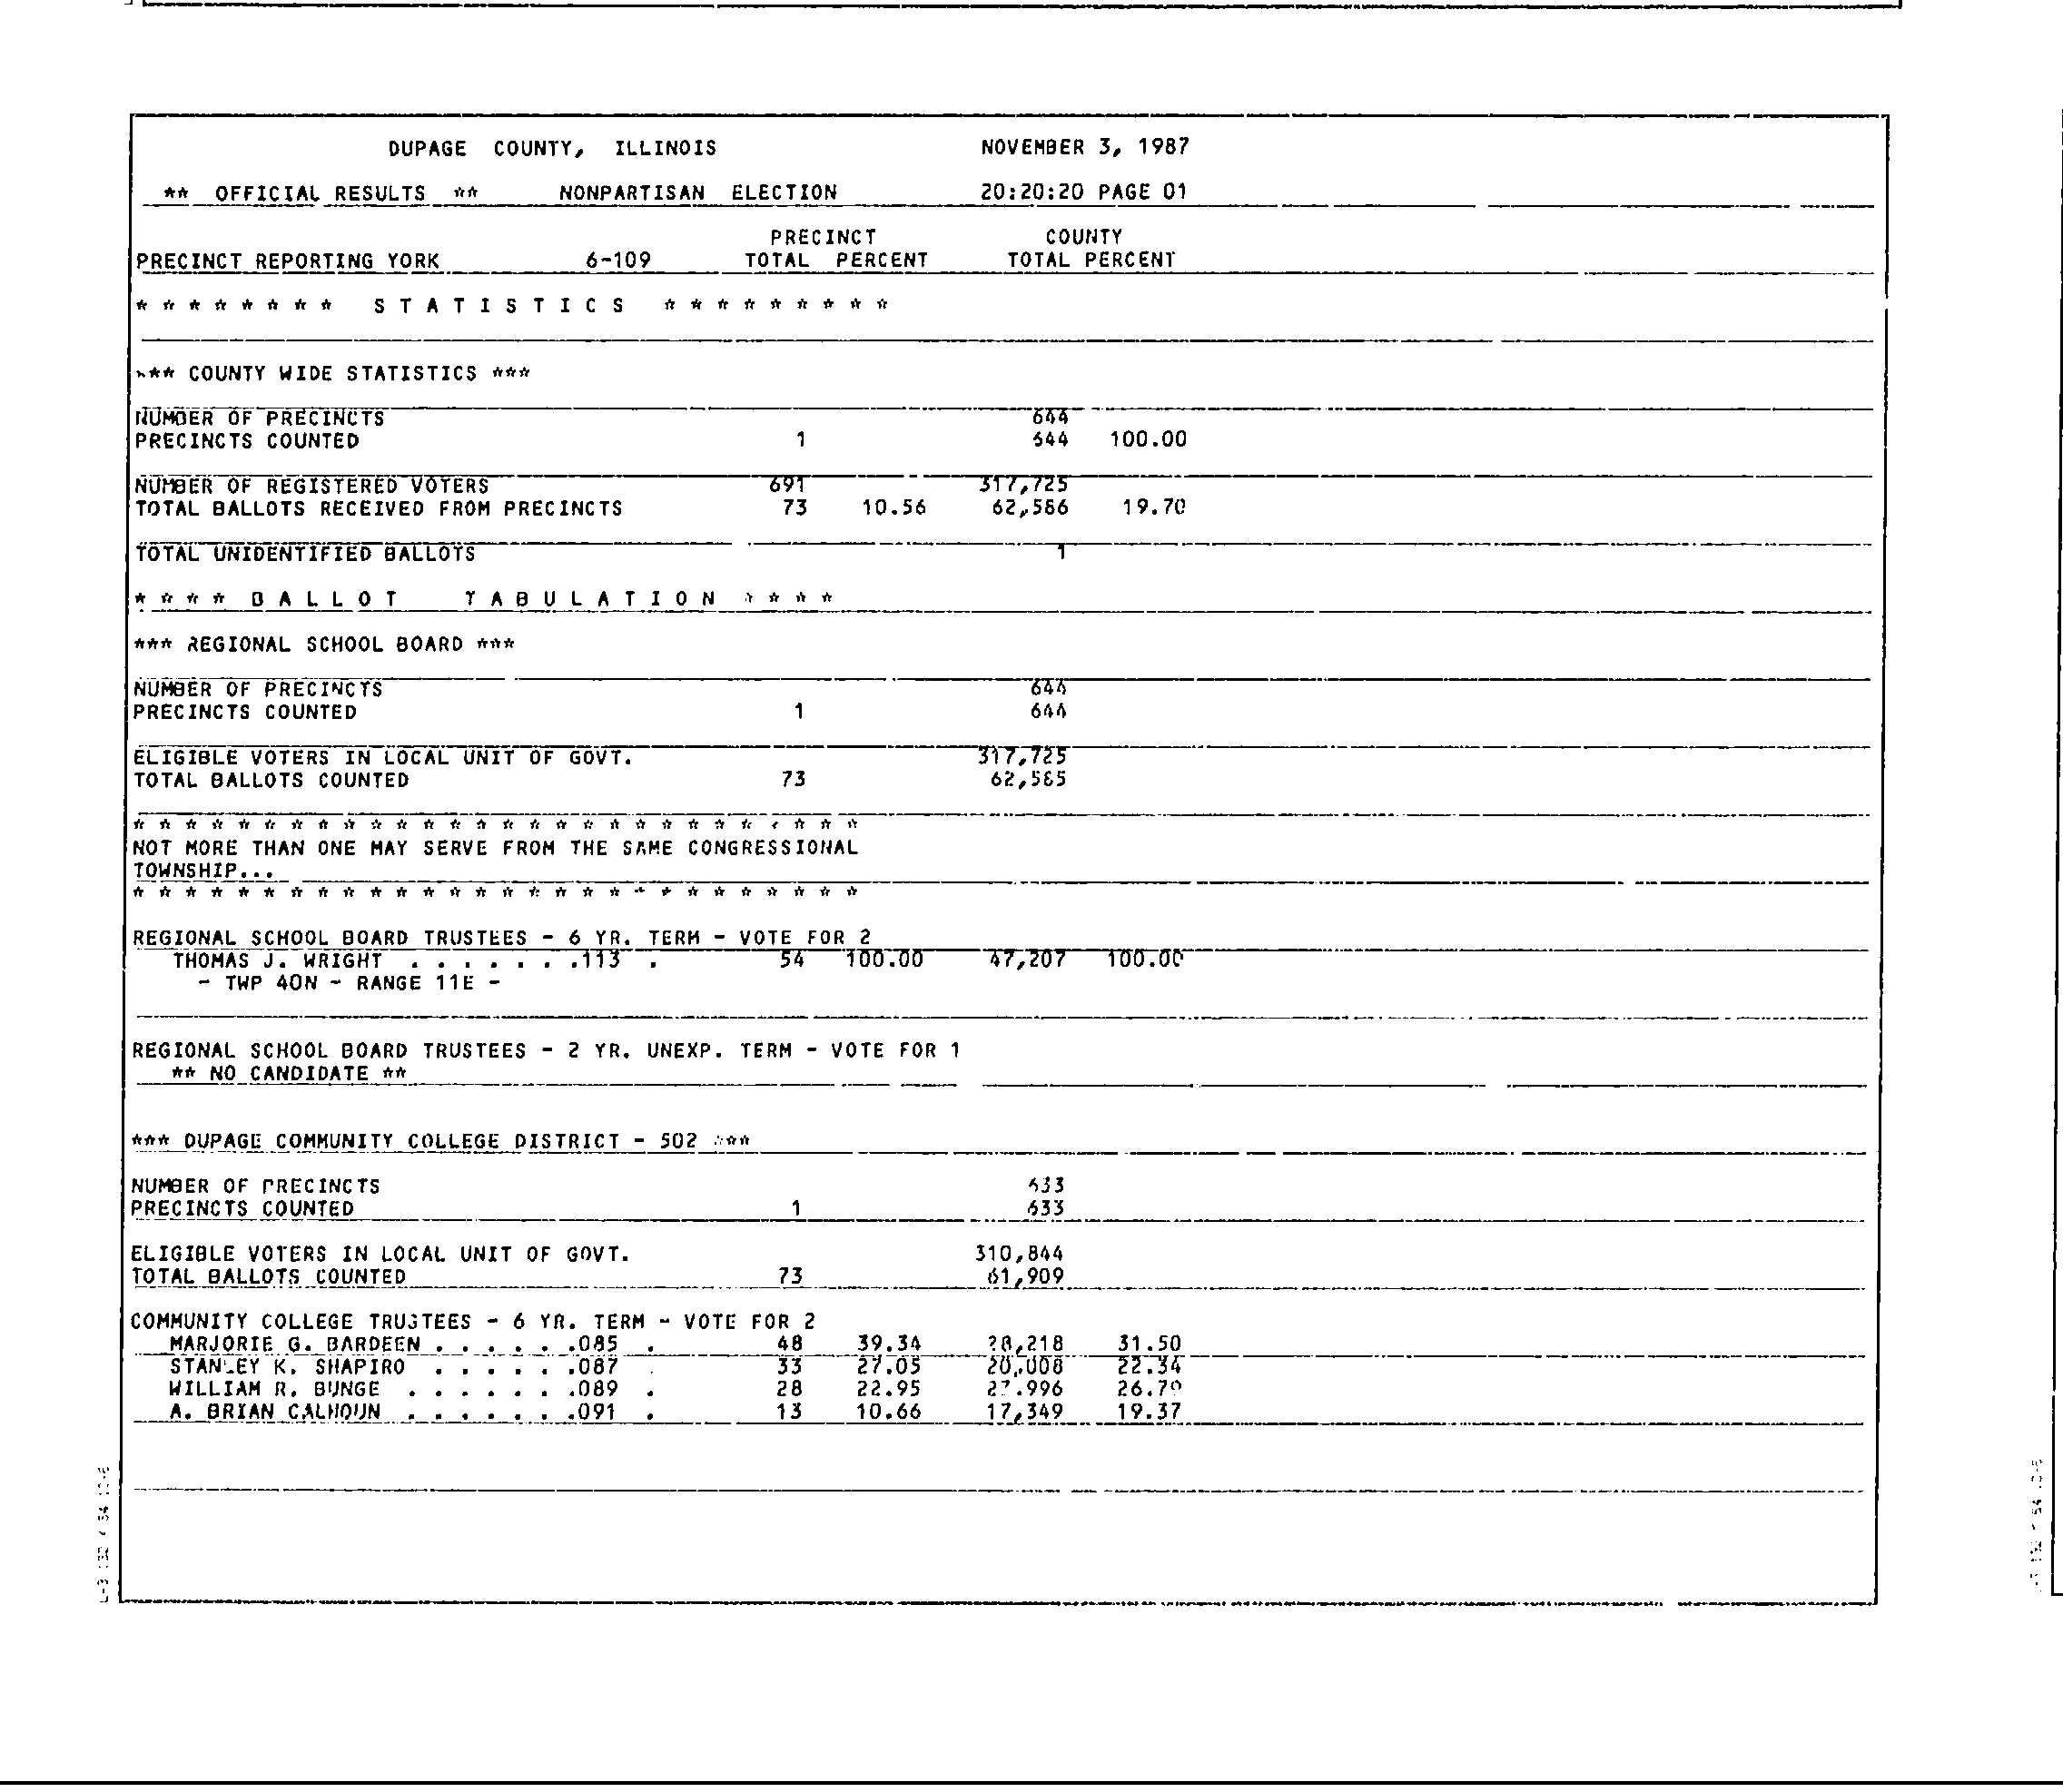 DUPAGE COUNTY, ILLINOIS NOVEMBER 3, 1987
** OFFICIAL RESULTS ** NONPARTISAN ELECTION 20:20:20 PAGE 01
PRECINCT COUNTY
PRECINCT REPORTING YORK 6-109 TOTAL PERCENT TOTAL PERCENT
* * * * * * * * S T A T I S T I C S * * * * * * * * *
*** COUNTY WIDE STATISTICS ***
NUMBER OF PRECINCTS 644
PRECINCTS COUNTED 1 644 100.00
NUMBER OF REGISTERED VOTERS 691 317,725
TOTAL BALLOTS RECEIVED FROM PRECINCTS 73 10.56 62,586 19.70
TOTAL UNIDENTIFIED BALLOTS 1
* * * * B A L L O T T A B U L A T I O N * * * *
*** REGIONAL SCHOOL BOARD ***
NUMBER OF PRECINCTS 644
PRECINCTS COUNTED 1 644
ELIGIBLE VOTERS IN LOCAL UNIT OF GOVT. 317,725
TOTAL BALLOTS COUNTED 73 62,585
* * * * * * * * * * * * * * * * * * * * * * * * * * * *
NOT MORE THAN ONE MAY SERVE FROM THE SAME CONGRESSIONAL
TOWNSHIP...
* * * * * * * * * * * * * * * * * * * * * * * * * * * *
REGIONAL SCHOOL BOARD TRUSTEES - 6 YR. TERM - VOTE FOR 2
THOMAS J. WRIGHT . . . . . . .113 . 54 100.00 47,207 100.00
- TWP 40N - RANGE 11E -
REGIONAL SCHOOL BOARD TRUSTEES - 2 YR. UNEXP. TERM - VOTE FOR 1
** NO CANDIDATE **
*** DUPAGE COMMUNITY COLLEGE DISTRICT - 502 ***
NUMBER OF PRECINCTS 633
PRECINCTS COUNTED 1 633
ELIGIBLE VOTERS IN LOCAL UNIT OF GOVT. 310,844
TOTAL BALLOTS COUNTED 73 61,909
COMMUNITY COLLEGE TRUSTEES - 6 YR. TERM - VOTE FOR 2
MARJORIE G. BARDEEN . . . . . .085 . 48 39.34 28,218 31.50
STANLEY K. SHAPIRO . . . . . .087 . 33 27.05 20,008 22.34
WILLIAM R. BUNGE . . . . . . .089 . 28 22.95 26.79
A. BRIAN CALHOUN . . . . . . .091 . 13 10.66 17,349 19.37